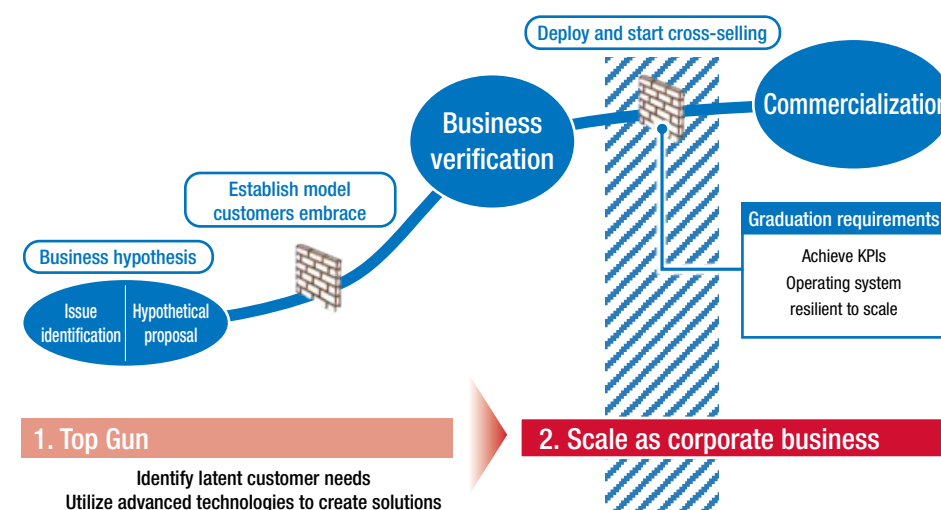 Deploy and start cross-selling
Commercialization
Business
verification
Establish model
customers embrace
Business hypothesis
Issue
identification
Hypothetical
proposal
Graduation requirements
Achieve KPIs
Operating system
resilient to scale
1. Top Gun
2. Scale as corporate business
Identify latent customer needs
Utilize advanced technologies to create solutions